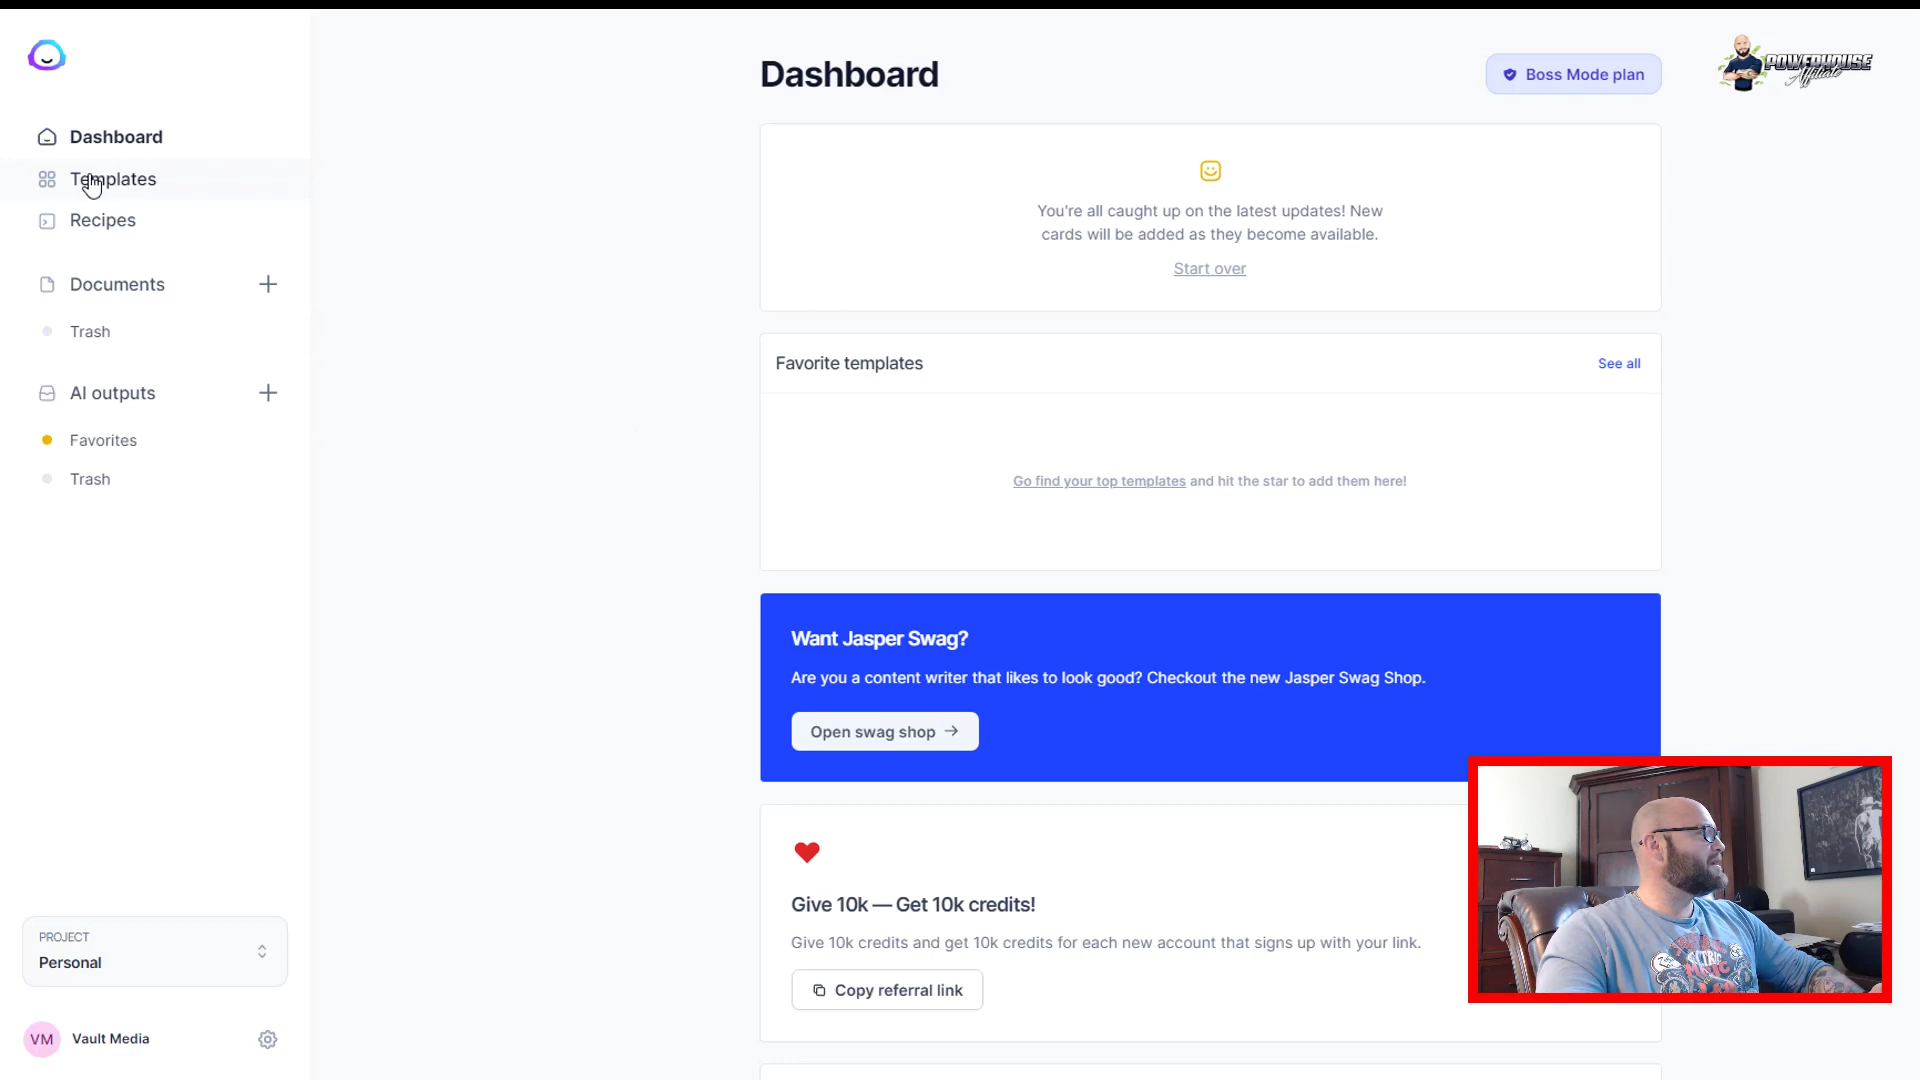 Dashboard
Templates
Recipes
Documents
Trash
AI outputs
Favorites
Trash
PROJECT
Personal
VM
Vault Media
Dashboard
Boss Mode plan
POWERHOUSE
Affiliate
You're all caught up on the latest updates! New
cards will be added as they become available.
Start over
Favorite templates
See all
Go find your top templates and hit the star to add them here!
Want Jasper Swag?
Are you a content writer that likes to look good? Checkout the new Jasper Swag Shop.
Open swag shop
Give 10k — Get 10k credits!
Give 10k credits and get 10k credits for each new account that signs up with your link.
Copy referral link